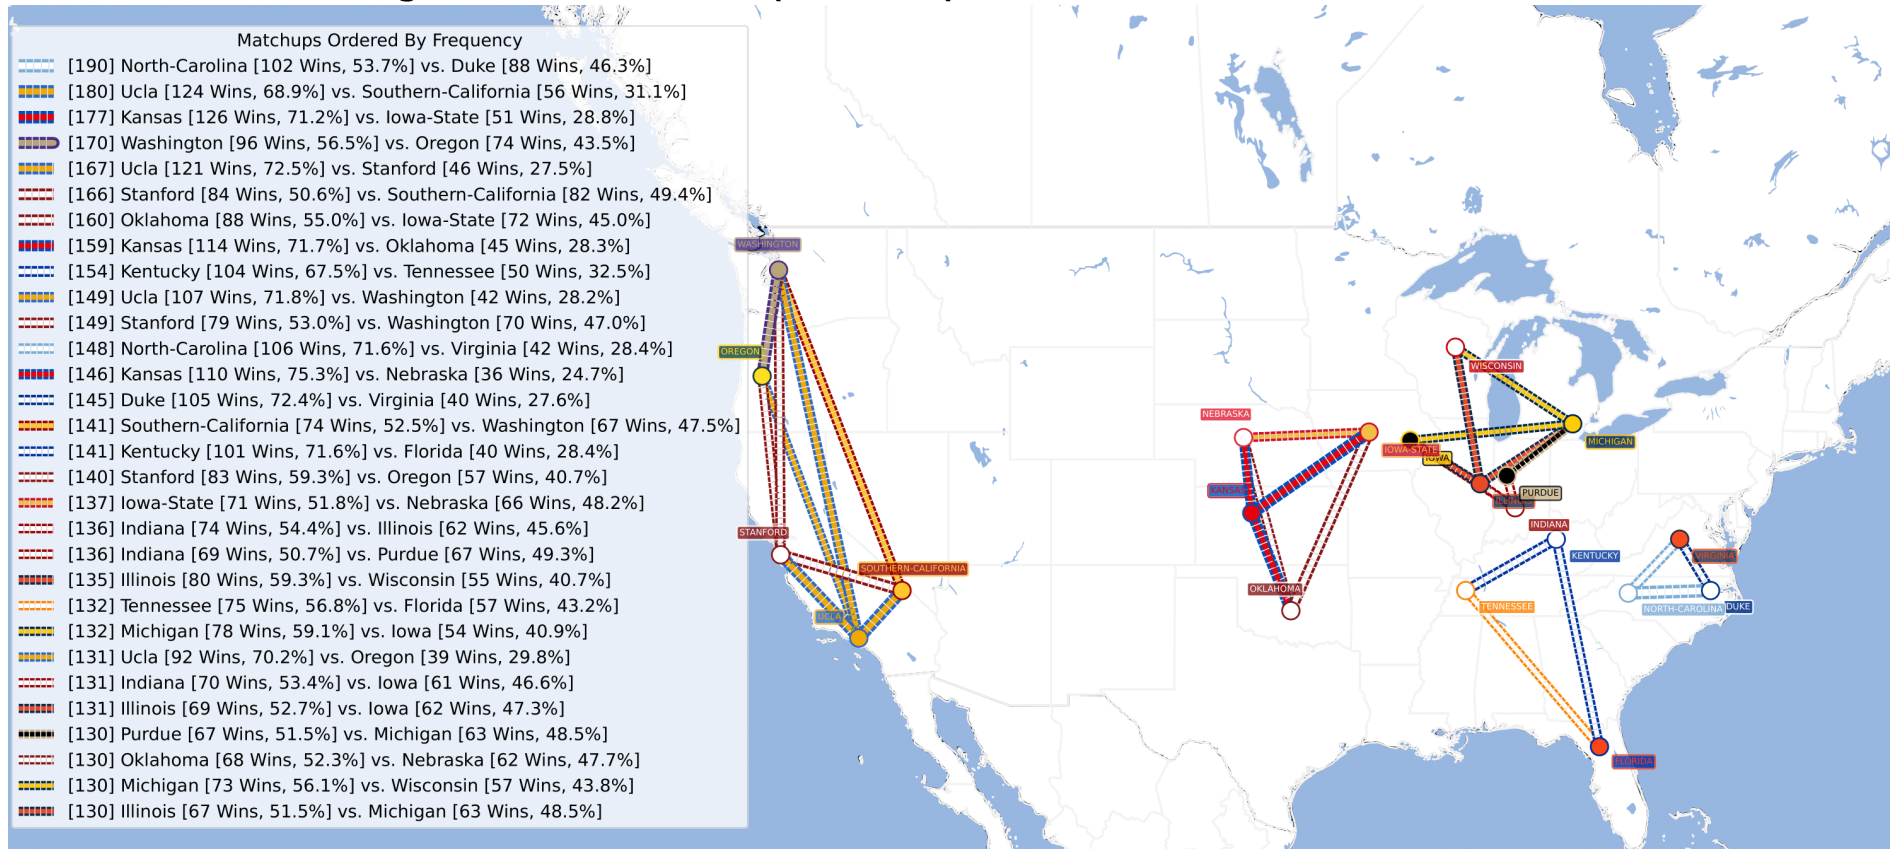 Matchups Ordered By Frequency
[190] North-Carolina [102 Wins, 53.7%] vs. Duke [88 Wins, 46.3%]
[180] Ucla [124 Wins, 68.9%] vs. Southern-California [56 Wins, 31.1%]
[177] Kansas [126 Wins, 71.2%] vs. Iowa-State [51 Wins, 28.8%]
[170] Washington [96 Wins, 56.5%] vs. Oregon [74 Wins, 43.5%]
[167] Ucla [121 Wins, 72.5%] vs. Stanford [46 Wins, 27.5%]
[166] Stanford [84 Wins, 50.6%] vs. Southern-California [82 Wins, 49.4%]
[160] Oklahoma [88 Wins, 55.0%] vs. Iowa-State [72 Wins, 45.0%]
[159] Kansas [114 Wins, 71.7%] vs. Oklahoma [45 Wins, 28.3%]
[154] Kentucky [104 Wins, 67.5%] vs. Tennessee [50 Wins, 32.5%]
[149] Ucla [107 Wins, 71.8%] vs. Washington [42 Wins, 28.2%]
[149] Stanford [79 Wins, 53.0%] vs. Washington [70 Wins, 47.0%]
[148] North-Carolina [106 Wins, 71.6%] vs. Virginia [42 Wins, 28.4%]
[146] Kansas [110 Wins, 75.3%] vs. Nebraska [36 Wins, 24.7%]
[145] Duke [105 Wins, 72.4%] vs. Virginia [40 Wins, 27.6%]
[141] Southern-California [74 Wins, 52.5%] vs. Washington [67 Wins, 47.5%]
[141] Kentucky [101 Wins, 71.6%] vs. Florida [40 Wins, 28.4%]
[140] Stanford [83 Wins, 59.3%] vs. Oregon [57 Wins, 40.7%]
[137] Iowa-State [71 Wins, 51.8%] vs. Nebraska [66 Wins, 48.2%]
[136] Indiana [74 Wins, 54.4%] vs. Illinois [62 Wins, 45.6%]
[136] Indiana [69 Wins, 50.7%] vs. Purdue [67 Wins, 49.3%]
[135] Illinois [80 Wins, 59.3%] vs. Wisconsin [55 Wins, 40.7%]
[132] Tennessee [75 Wins, 56.8%] vs. Florida [57 Wins, 43.2%]
[132] Michigan [78 Wins, 59.1%] vs. Iowa [54 Wins, 40.9%]
[131] Ucla [92 Wins, 70.2%] vs. Oregon [39 Wins, 29.8%]
[131] Indiana [70 Wins, 53.4%] vs. Iowa [61 Wins, 46.6%]
[131] Illinois [69 Wins, 52.7%] vs. Iowa [62 Wins, 47.3%]
[130] Purdue [67 Wins, 51.5%] vs. Michigan [63 Wins, 48.5%]
[130] Oklahoma [68 Wins, 52.3%] vs. Nebraska [62 Wins, 47.7%]
[130] Michigan [73 Wins, 56.1%] vs. Wisconsin [57 Wins, 43.8%]
[130] Illinois [67 Wins, 51.5%] vs. Michigan [63 Wins, 48.5%]
WASHINGTON
OREGON
STANFORD
SOUTHERN-CALIFORNIA
UCLA
NEBRASKA
KANSAS
OKLAHOMA
IOWA-STATE
IOWA
WISCONSIN
MICHIGAN
PURDUE
INDIANA
KENTUCKY
TENNESSEE
VIRGINIA
NORTH-CAROLINA
DUKE
FLORIDA